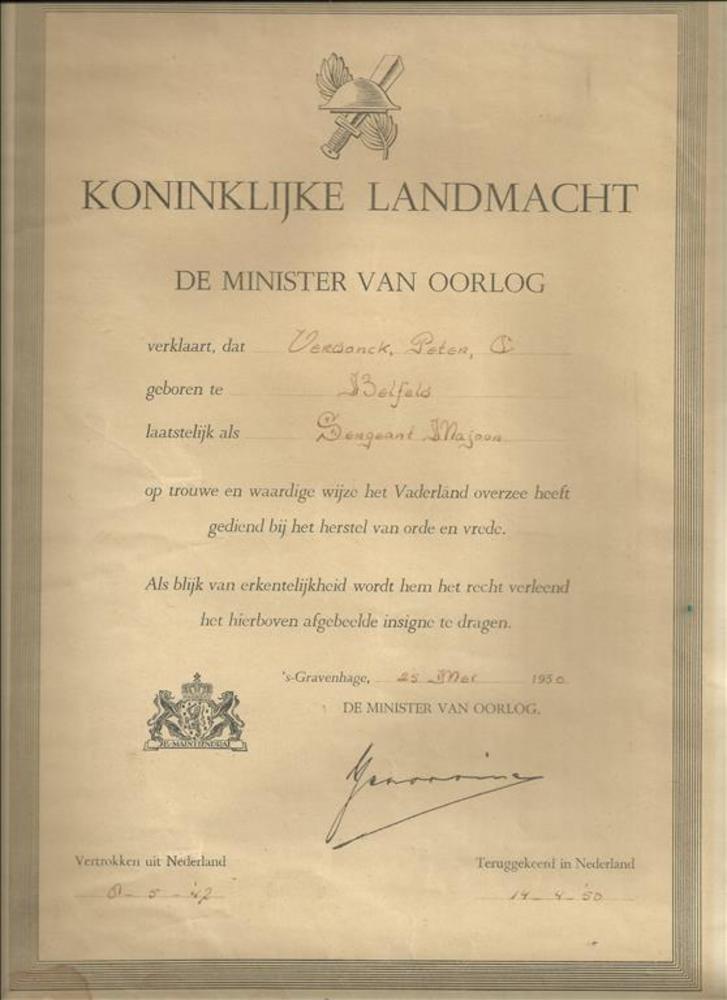 KONINKLIJKE LANDMACHT
DE MINISTER VAN OORLOG
verklaart, dat Verdonck, Peter, C
geboren te Belfeld
laatstelijk als Sergeant Majoor
op trouwe en waardige wijze het Vaderland overzee heeft
gediend bij het herstel van orde en vrede.
Als blijk van erkentelijkheid wordt hem het recht verleend
het hierboven afgebeelde insigne te dragen.
's-Gravenhage, 25 Mei 1950
DE MINISTER VAN OORLOG.
JE MAINTIENDRAI
Vertrokken uit Nederland
Teruggekeerd in Nederland
5 - 47
14-4-'50